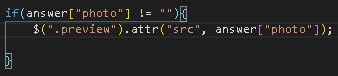 if(answer["photo"] != ""){
$(".preview").attr("src", answer["photo"]);
}